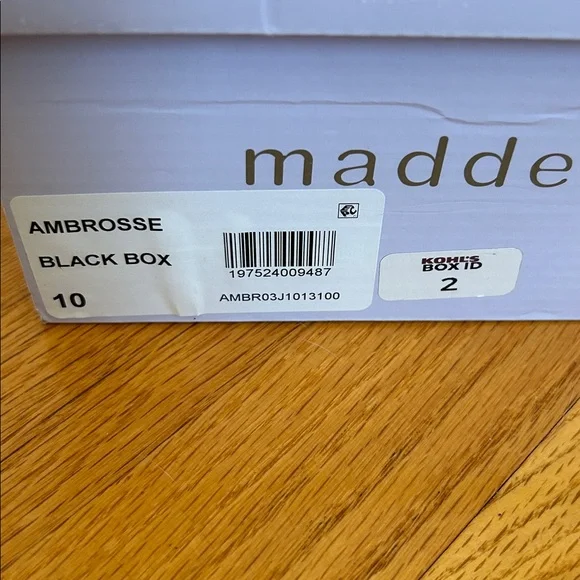 madde
AMBROSSE
BLACK BOX
197524009487
10
AMBR03J1013100
KOHL'S
BOX ID
2